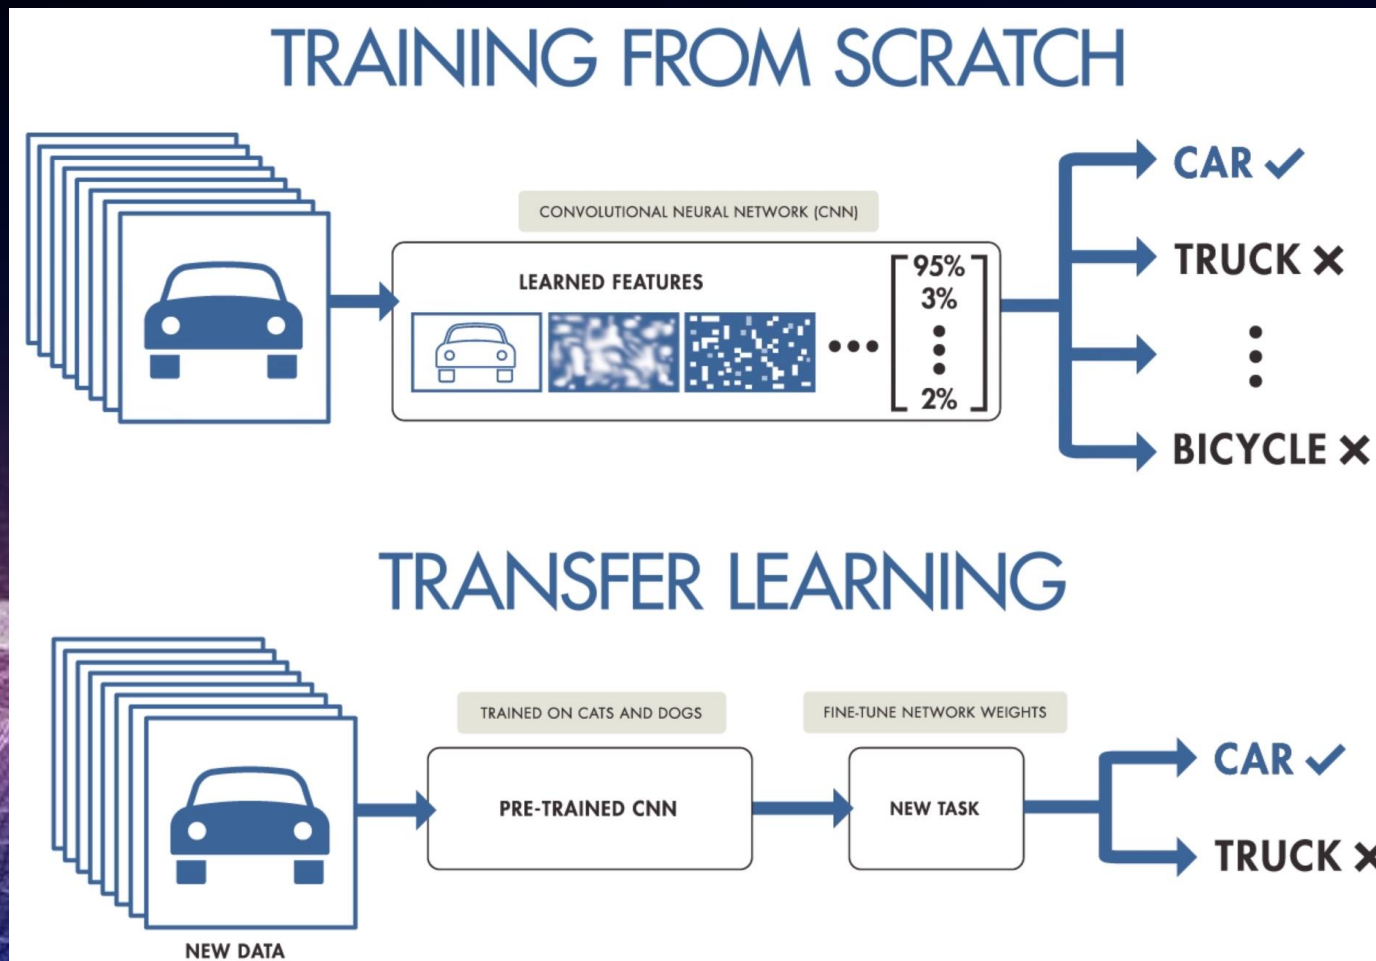 TRAINING FROM SCRATCH
CONVOLUTIONAL NEURAL NETWORK (CNN)
LEARNED FEATURES
95%
3%
2%
CAR
TRUCK
BICYCLE
TRANSFER LEARNING
TRAINED ON CATS AND DOGS
FINE-TUNE NETWORK WEIGHTS
PRE-TRAINED CNN
NEW TASK
CAR
TRUCK
NEW DATA